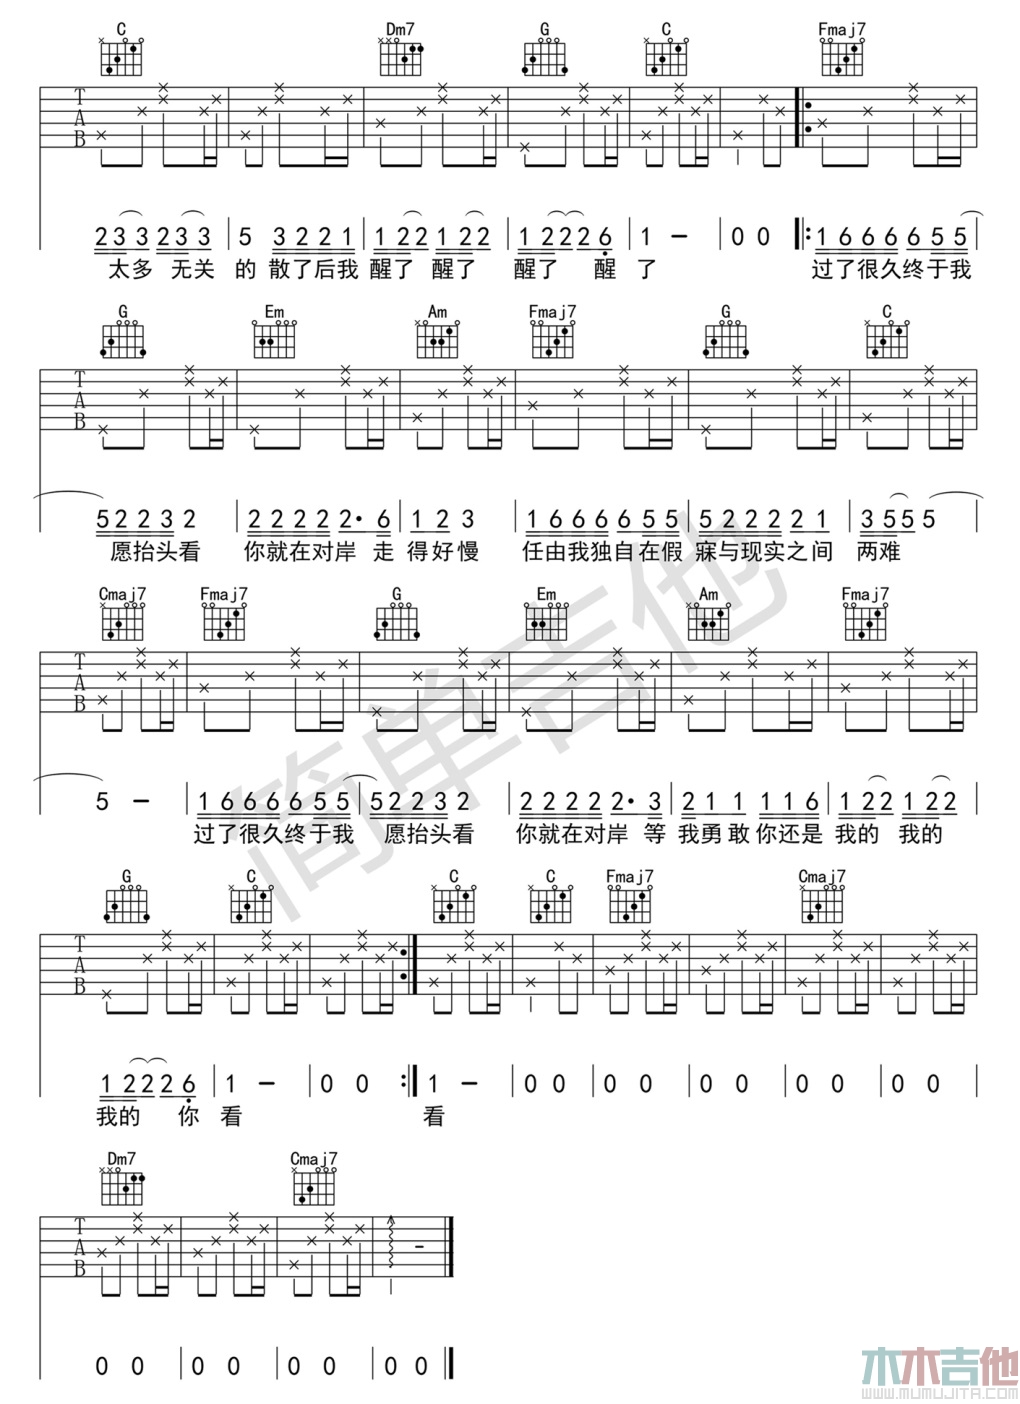 C Dm7 G C Fmaj7
T A B
2 3 3 2 3 3 | 5 3 2 2 1 | 1 2 2 1 2 2 | 1 2 2 2 6 | 1 – | 0 0 |: 1 6 6 6 6 5 5
太多 无关 的 散了后我 醒了 醒了 醒了 醒 了 过了很久终于我
G Em Am Fmaj7 G C
T A B
5 2 2 3 2 | 2 2 2 2 2· 6 | 1 2 3 | 1 6 6 6 6 5 5 | 5 2 2 2 2 1 | 3 5 5 5
愿抬头看 你就在对岸 走 得好慢 任由我独自在假 寐与现实之间 两难
Cmaj7 Fmaj7 G Em Am Fmaj7
T A B
5 – | 1 6 6 6 6 5 5 | 5 2 2 3 2 | 2 2 2 2 2· 3 | 2 1 1 1 1 6 | 1 2 2 1 2 2
过了很久终于我 愿抬头看 你就在对岸 等 我勇敢你还是 我的 我的
G C C C Fmaj7 Cmaj7
T A B
1 2 2 2 6 | 1 – | 0 0 :| 1 – | 0 0 | 0 0 | 0 0 | 0 0 | 0 0
我的 你 看 看
Dm7 Cmaj7
T A B
0 0 | 0 0 | 0 0 | 0 0
简单吉他
木木吉他
WWW.MUMUJITA.COM